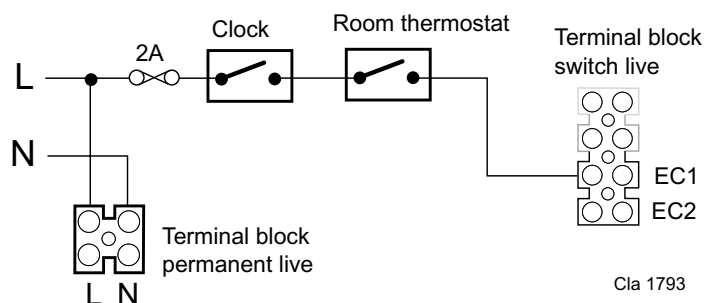 Clock
Room thermostat
Terminal block
switch live
2A
L
N
EC1
EC2
Terminal block
permanent live
L N
Cla 1793